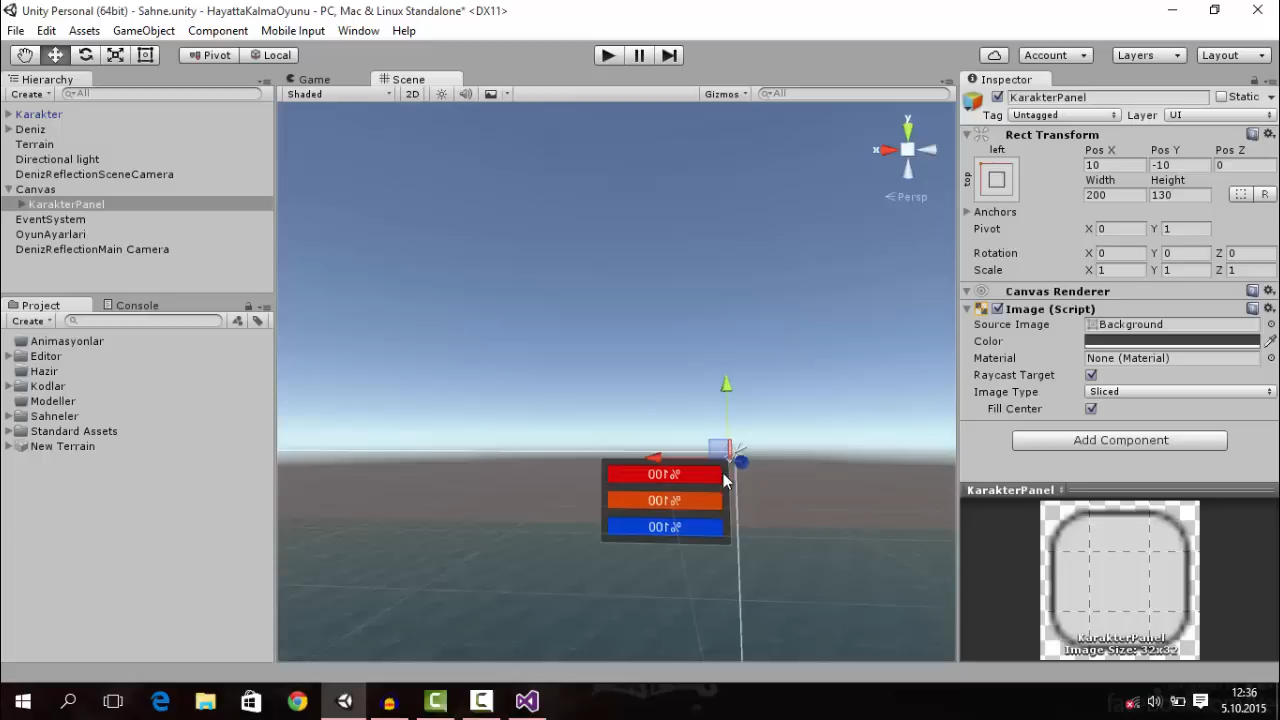 Unity Personal (64bit) - Sahne.unity - HayattaKalmaOyunu - PC, Mac & Linux Standalone* <DX11>
File Edit Assets GameObject Component Mobile Input Window Help
Pivot Local Account Layers Layout
Hierarchy
Create All
Karakter
Deniz
Terrain
Directional light
DenizReflectionSceneCamera
Canvas
KarakterPanel
EventSystem
OyunAyarlari
DenizReflectionMain Camera
Project Console
Create
Animasyonlar
Editor
Hazir
Kodlar
Modeller
Sahneler
Standard Assets
New Terrain
Game Scene
Shaded 2D Gizmos All
y
x
Persp
%100
%100
%100
Inspector
KarakterPanel Static
Tag Untagged Layer UI
Rect Transform
left Pos X Pos Y Pos Z
top 10 -10 0
Width Height
200 130 R
Anchors
Pivot X 0 Y 1
Rotation X 0 Y 0 Z 0
Scale X 1 Y 1 Z 1
Canvas Renderer
Image (Script)
Source Image Background
Color
Material None (Material)
Raycast Target
Image Type Sliced
Fill Center
Add Component
KarakterPanel
KarakterPanel
Image Size: 32x32
12:36
5.10.2015